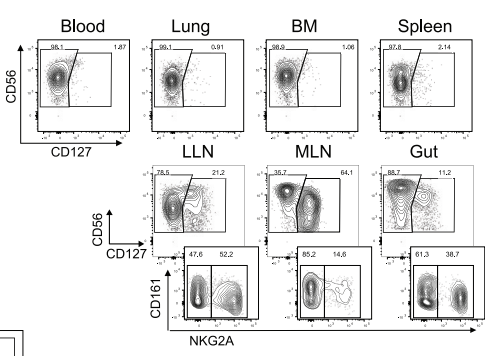 Blood Lung BM Spleen
98.1 1.87 99.1 0.91 98.9 1.06 97.8 2.14
CD56
CD127
LLN MLN Gut
78.5 21.2 35.7 64.1 88.7 11.2
CD56
CD127
47.6 52.2 85.2 14.6 61.3 38.7
CD161
NKG2A